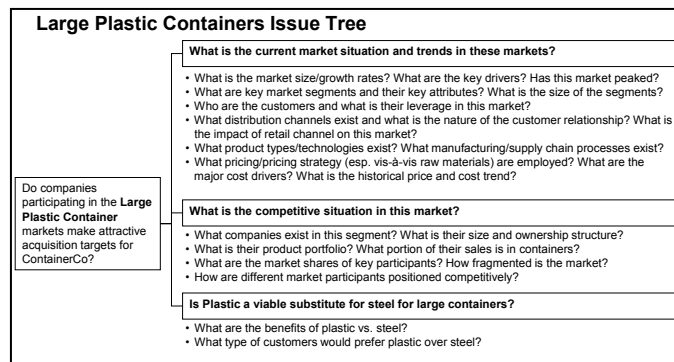 Large Plastic Containers Issue Tree
What is the current market situation and trends in these markets?
• What is the market size/growth rates? What are the key drivers? Has this market peaked?
• What are key market segments and their key attributes? What is the size of the segments?
• Who are the customers and what is their leverage in this market?
• What distribution channels exist and what is the nature of the customer relationship? What is
the impact of retail channel on this market?
• What product types/technologies exist? What manufacturing/supply chain processes exist?
• What pricing/pricing strategy (esp. vis-à-vis raw materials) are employed? What are the
major cost drivers? What is the historical price and cost trend?
Do companies
participating in the Large
Plastic Container
markets make attractive
acquisition targets for
ContainerCo?
What is the competitive situation in this market?
• What companies exist in this segment? What is their size and ownership structure?
• What is their product portfolio? What portion of their sales is in containers?
• What are the market shares of key participants? How fragmented is the market?
• How are different market participants positioned competitively?
Is Plastic a viable substitute for steel for large containers?
• What are the benefits of plastic vs. steel?
• What type of customers would prefer plastic over steel?